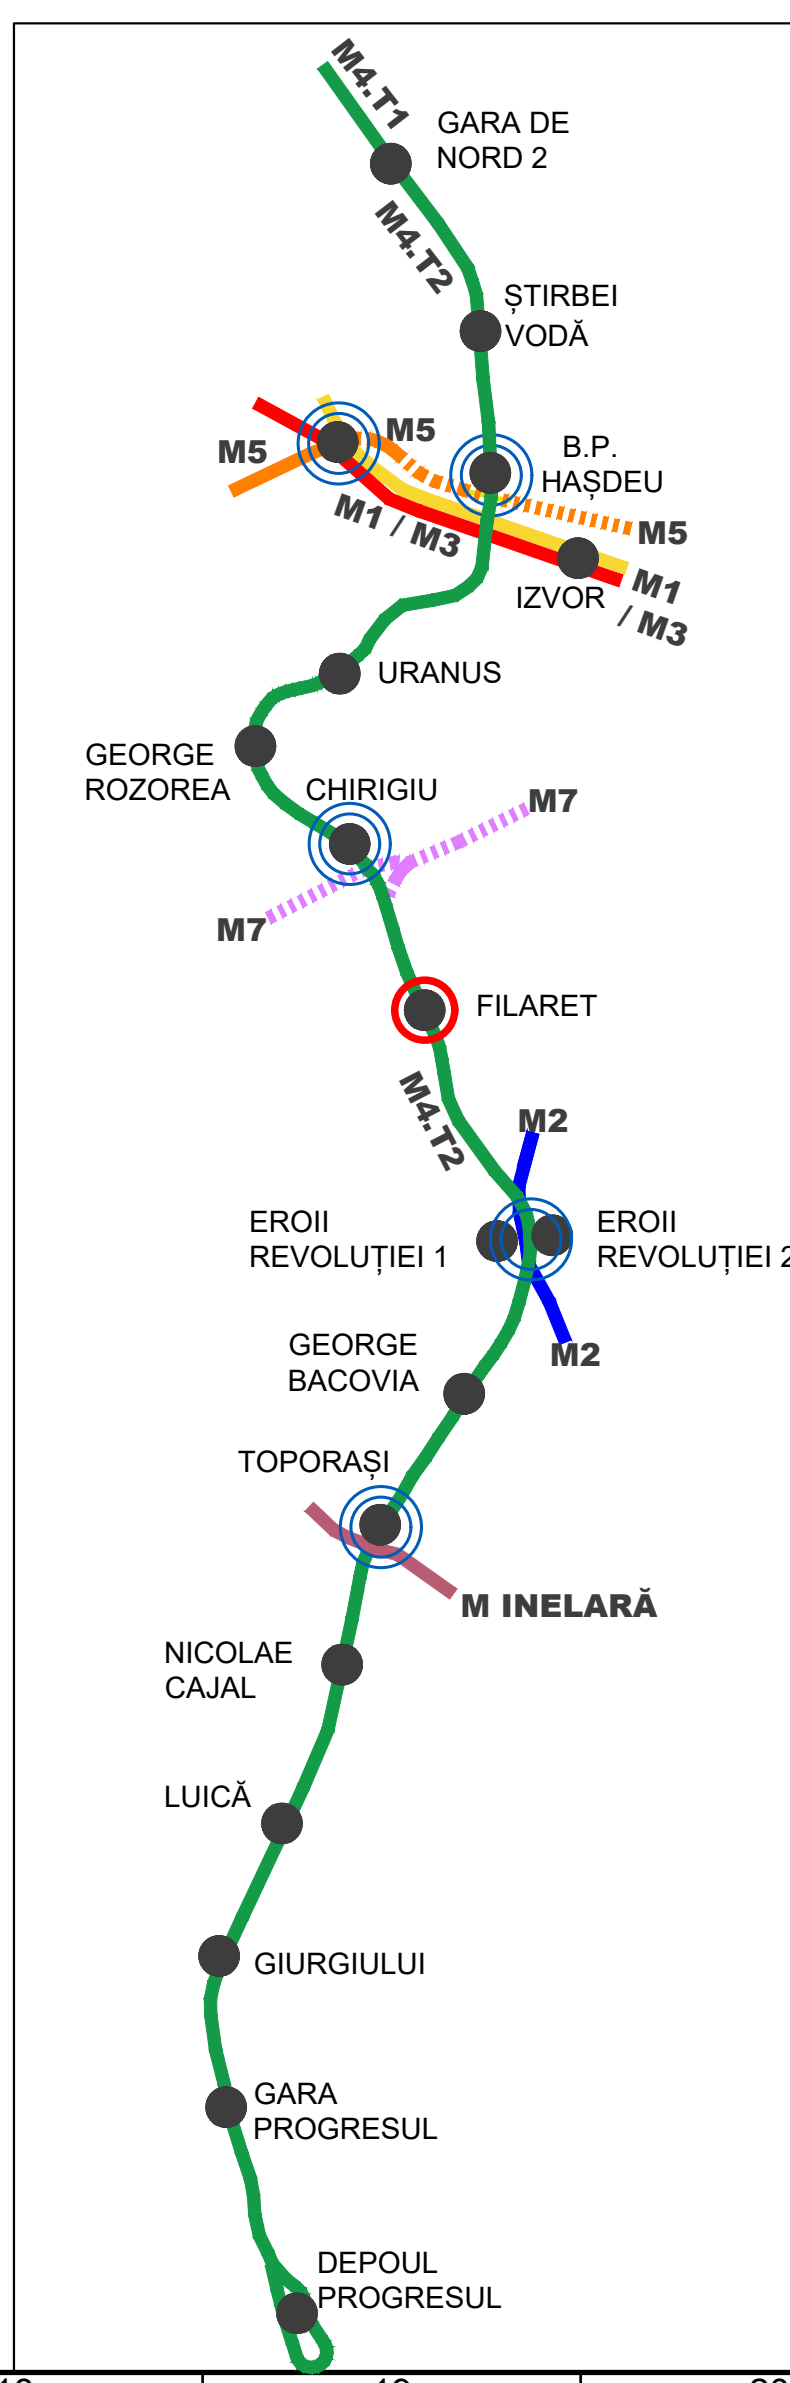 M4.T1
GARA DE
NORD 2
M4.T2
ȘTIRBEI
VODĂ
M5
M5
B.P.
HAȘDEU
M1 / M3
M5
IZVOR
M1
/ M3
URANUS
GEORGE
ROZOREA
CHIRIGIU
M7
M7
FILARET
M4.T2
M2
EROII
REVOLUȚIEI 1
EROII
REVOLUȚIEI 2
GEORGE
BACOVIA
M2
TOPORAȘI
M INELARĂ
NICOLAE
CAJAL
LUICĂ
GIURGIULUI
GARA
PROGRESUL
DEPOUL
PROGRESUL